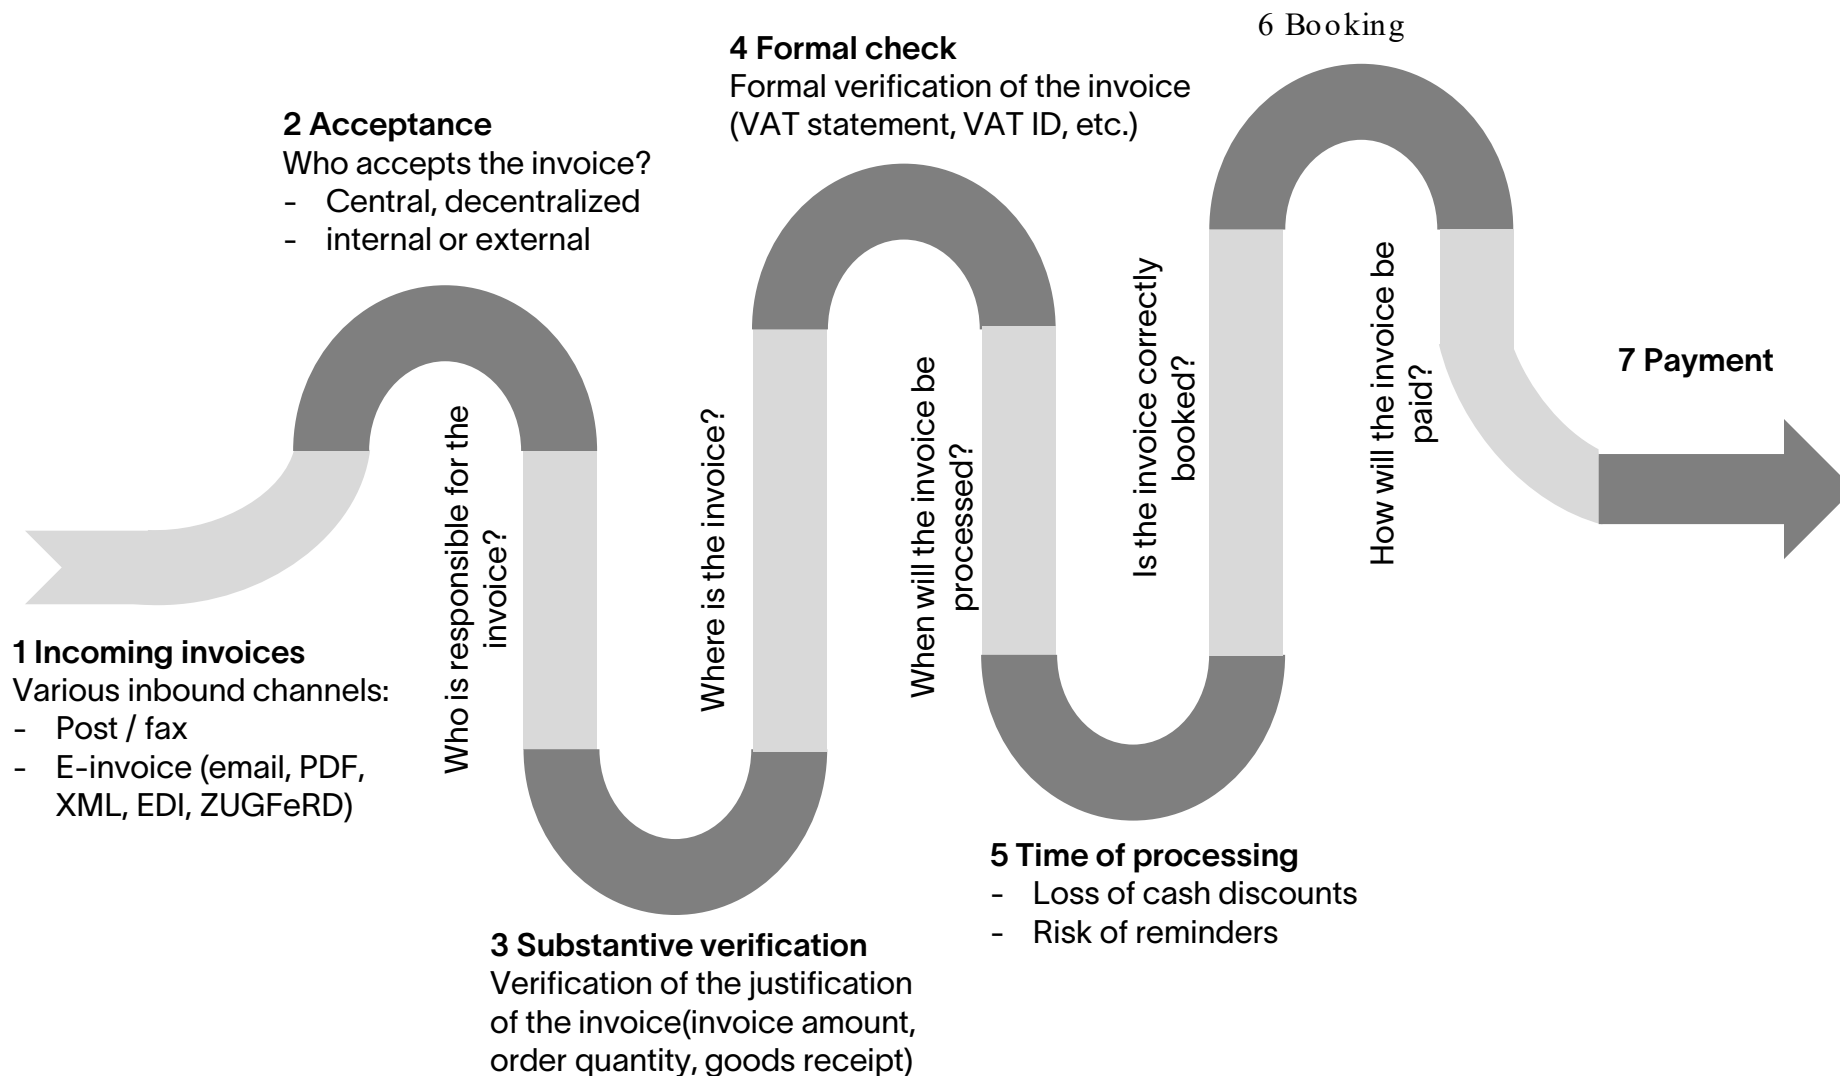 1 Incoming invoices
Various inbound channels:
- Post / fax
- E-invoice (email, PDF,
XML, EDI, ZUGFeRD)
2 Acceptance
Who accepts the invoice?
- Central, decentralized
- internal or external
Who is responsible for the
invoice?
3 Substantive verification
Verification of the justification
of the invoice(invoice amount,
order quantity, goods receipt)
Where is the invoice?
4 Formal check
Formal verification of the invoice
(VAT statement, VAT ID, etc.)
When will the invoice be
processed?
5 Time of processing
- Loss of cash discounts
- Risk of reminders
Is the invoice correctly
booked?
6 Booking
How will the invoice be
paid?
7 Payment